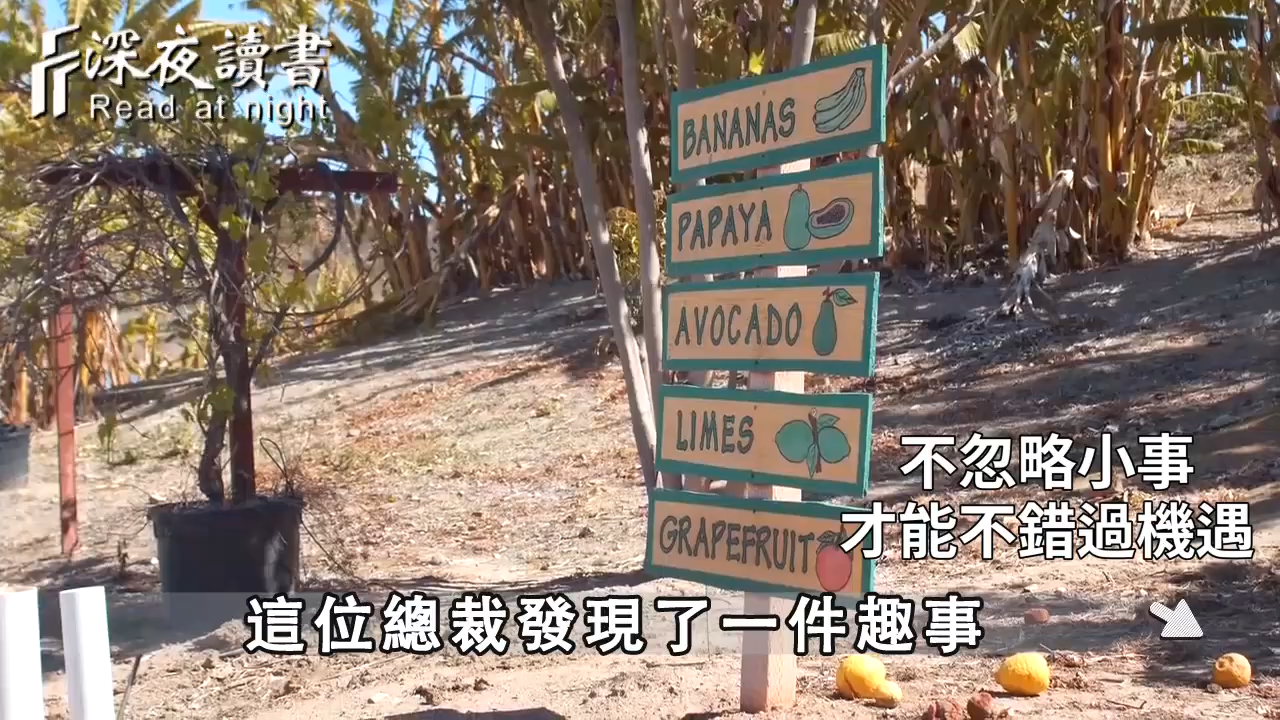 深夜讀書
Read at night
BANANAS
PAPAYA
AVOCADO
LIMES
GRAPEFRUIT
不忽略小事
才能不錯過機遇
這位總裁發現了一件趣事